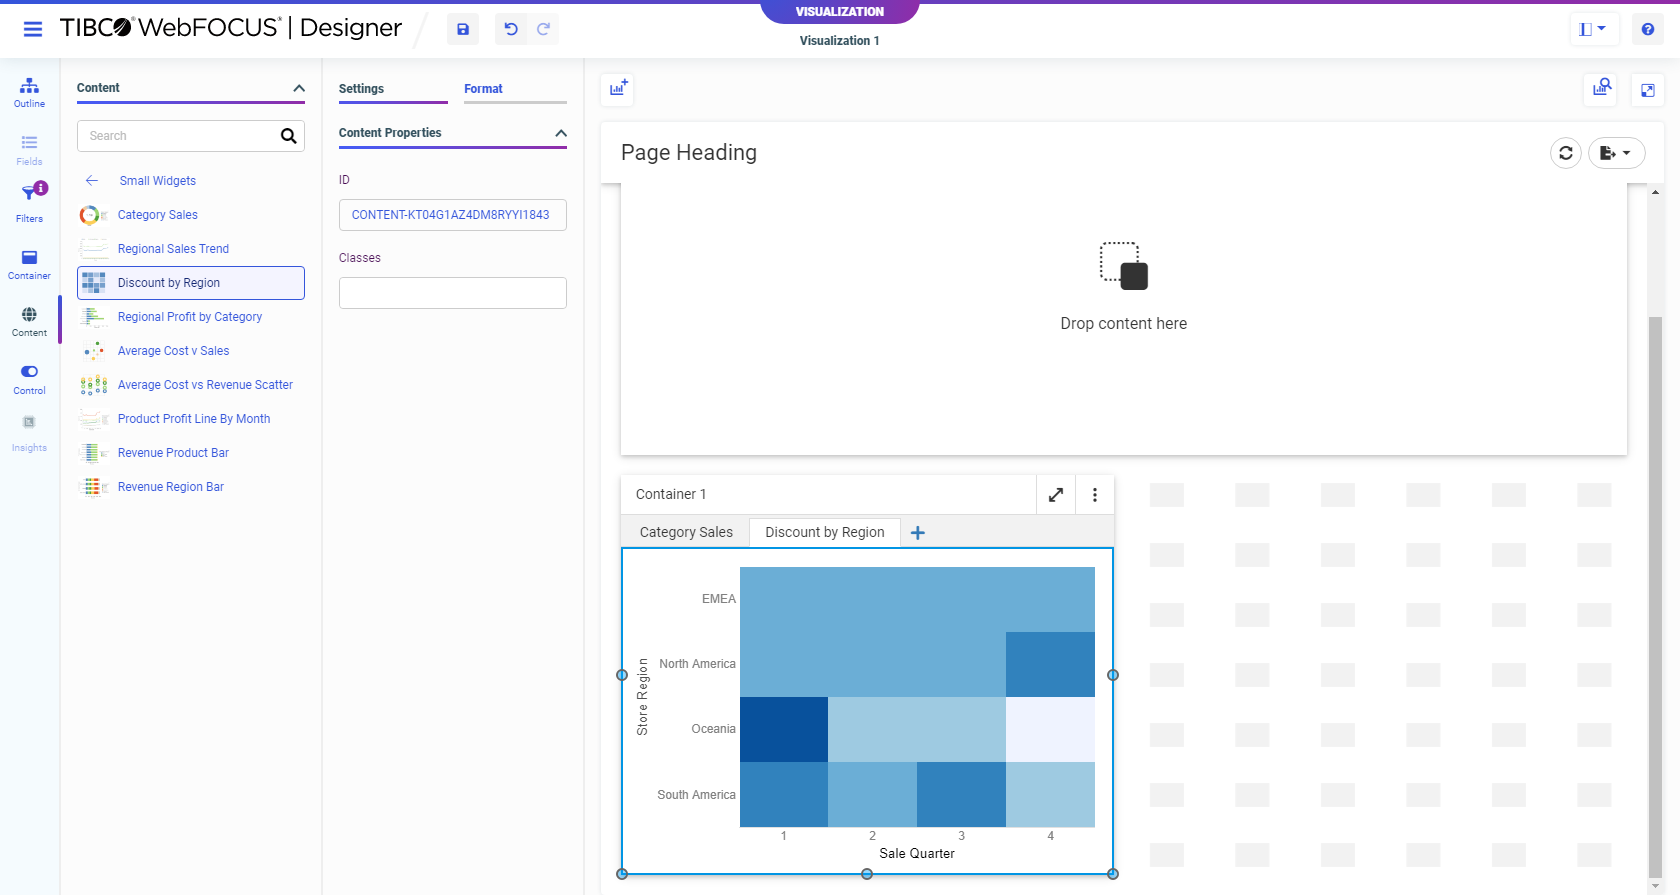 VISUALIZATION
TIBCO® WebFOCUS® | Designer
Visualization 1
Outline
Fields
i
Filters
Container
Content
Control
Insights
Content
Search
Small Widgets
Category Sales
Regional Sales Trend
Discount by Region
Regional Profit by Category
Average Cost v Sales
Average Cost vs Revenue Scatter
Product Profit Line By Month
Revenue Product Bar
Revenue Region Bar
Settings
Format
Content Properties
ID
CONTENT-KT04G1AZ4DM8RYYI1843
Classes
Page Heading
Drop content here
Container 1
Category Sales
Discount by Region
Store Region
EMEA
North America
Oceania
South America
1 2 3 4
Sale Quarter